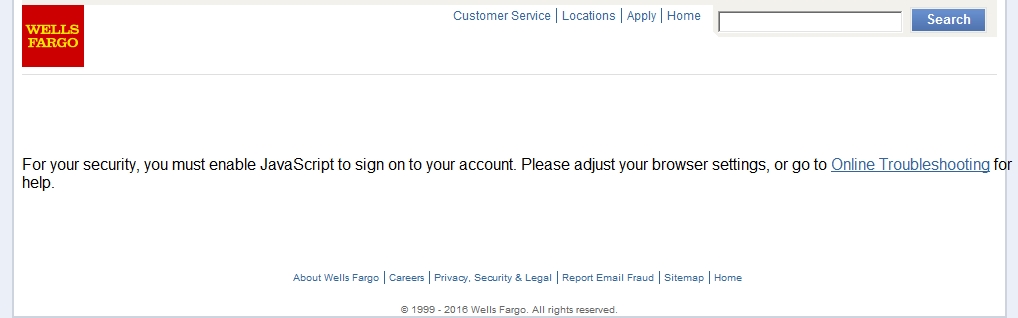 WELLS
FARGO
Customer Service | Locations | Apply | Home
Search
For your security, you must enable JavaScript to sign on to your account. Please adjust your browser settings, or go to Online Troubleshooting for
help.
About Wells Fargo | Careers | Privacy, Security & Legal | Report Email Fraud | Sitemap | Home
© 1999 - 2016 Wells Fargo. All rights reserved.